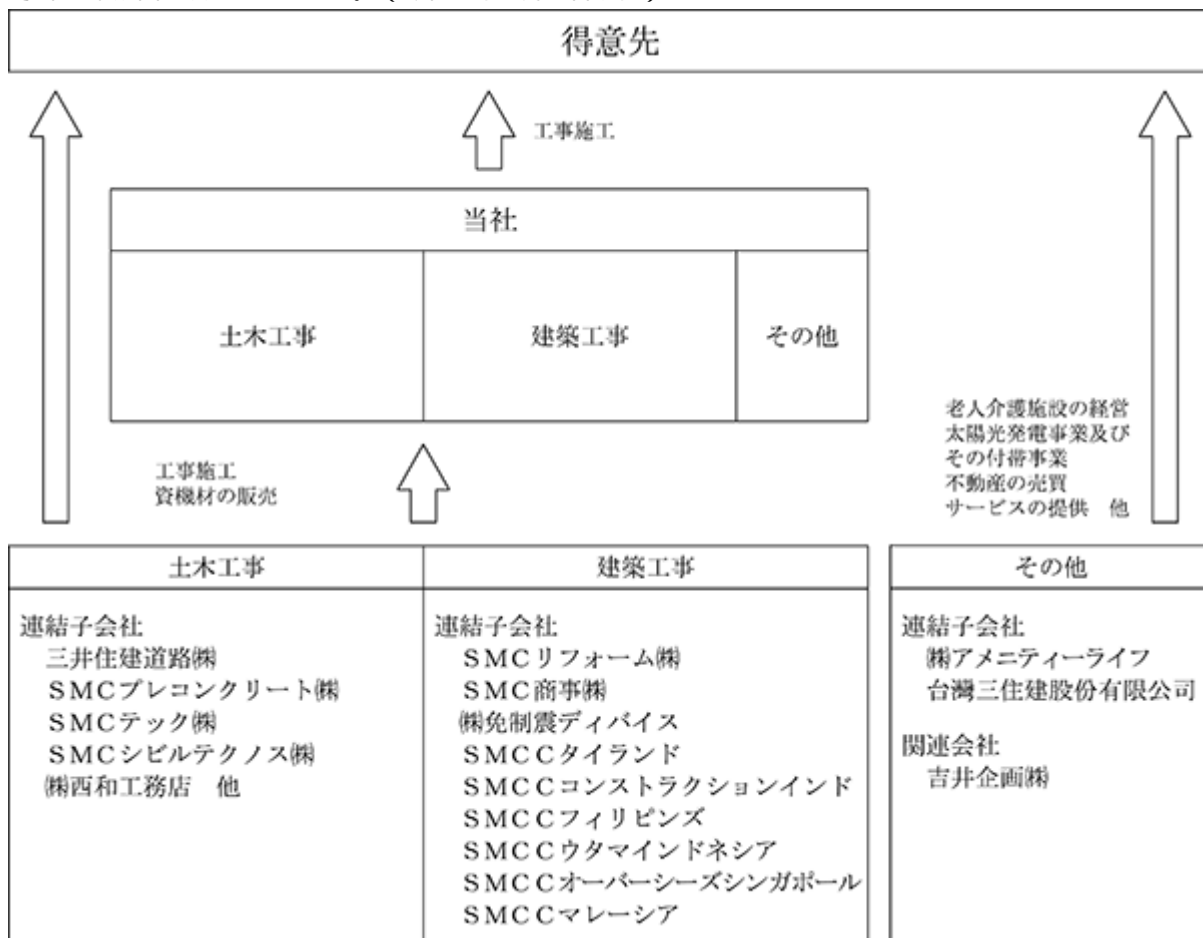 得意先
工事施工
当社
土木工事
建築工事
その他
工事施工
資機材の販売
老人介護施設の経営
太陽光発電事業及び
その付帯事業
不動産の売買
サービスの提供　他
土木工事
連結子会社
三井住建道路㈱
ＳＭＣプレコンクリート㈱
ＳＭＣテック㈱
ＳＭＣシビルテクノス㈱
㈱西和工務店　他
建築工事
連結子会社
ＳＭＣリフォーム㈱
ＳＭＣ商事㈱
㈱免制震ディバイス
ＳＭＣＣタイランド
ＳＭＣＣコンストラクションインド
ＳＭＣＣフィリピンズ
ＳＭＣＣウタマインドネシア
ＳＭＣＣオーバーシーズシンガポール
ＳＭＣＣマレーシア
その他
連結子会社
㈱アメニティーライフ
台灣三住建股份有限公司
関連会社
吉井企画㈱